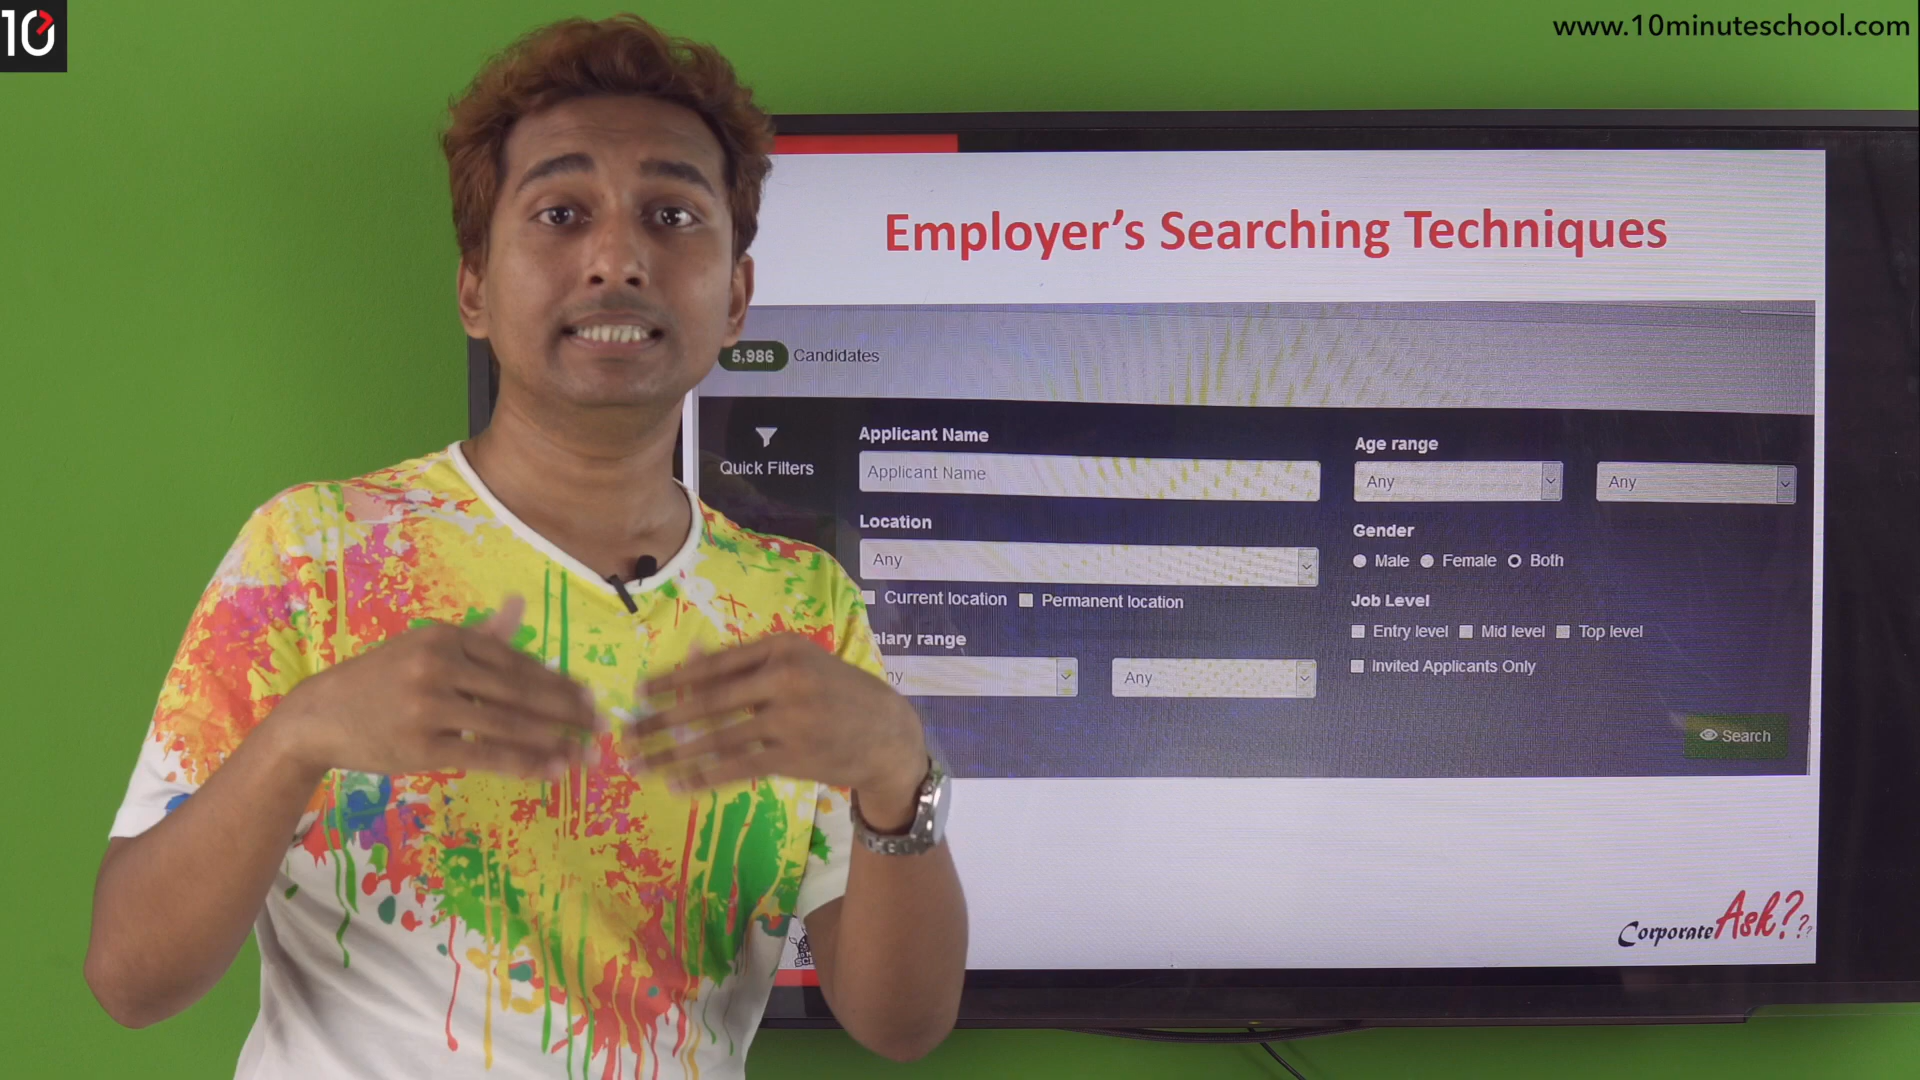 10
www.10minuteschool.com
Employer's Searching Techniques
5,986 Candidates
Quick Filters
Applicant Name
Applicant Name
Age range
Any
Any
Location
Any
Current location
Permanent location
Gender
Male
Female
Both
Job Level
Entry level
Mid level
Top level
Invited Applicants Only
alary range
ny
Any
Search
Corporate Ask???